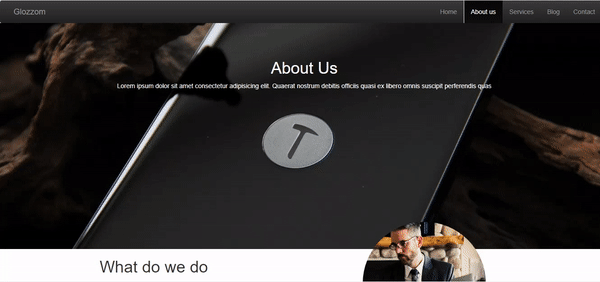 Glozzom
Home About us Services Blog Contact
About Us
Lorem ipsum dolor sit amet consectetur adipisicing elit. Quaerat nostrum debitis officiis quasi ex libero omnis suscipit perferendis quas
What do we do